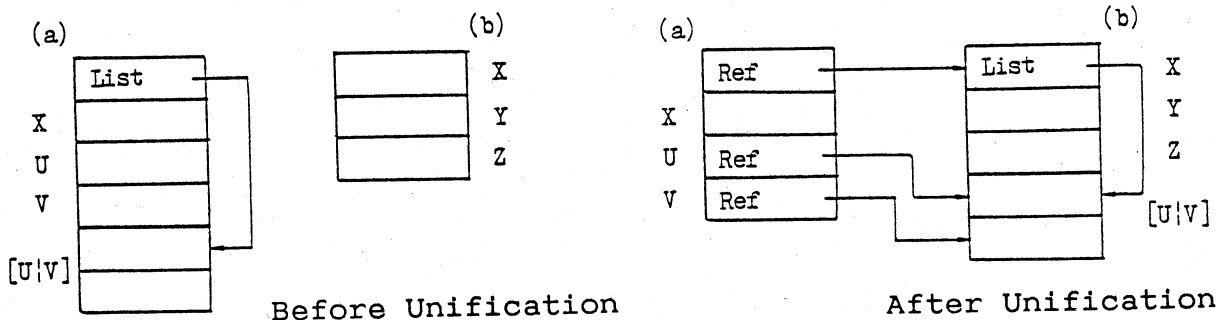 (a)
List
X
U
V
[U¦V]
(b)
X
Y
Z
Before Unification
(a)
Ref
X
U Ref
V Ref
(b)
List X
Y
Z
[U¦V]
After Unification